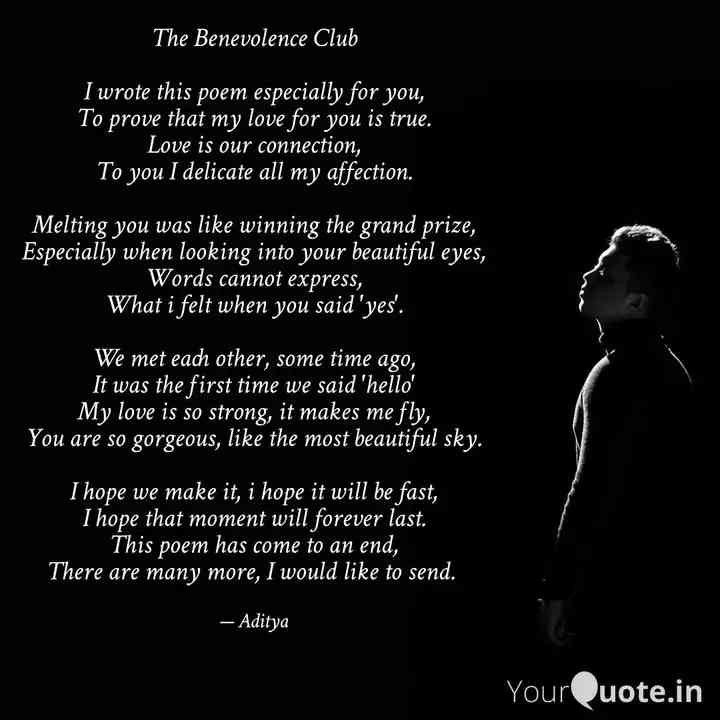 The Benevolence Club
I wrote this poem especially for you,
To prove that my love for you is true.
Love is our connection,
To you I delicate all my affection.
Melting you was like winning the grand prize,
Especially when looking into your beautiful eyes,
Words cannot express,
What i felt when you said 'yes'.
We met each other, some time ago,
It was the first time we said 'hello'
My love is so strong, it makes me fly,
You are so gorgeous, like the most beautiful sky.
I hope we make it, i hope it will be fast,
I hope that moment will forever last.
This poem has come to an end,
There are many more, I would like to send.
— Aditya
YourQuote.in